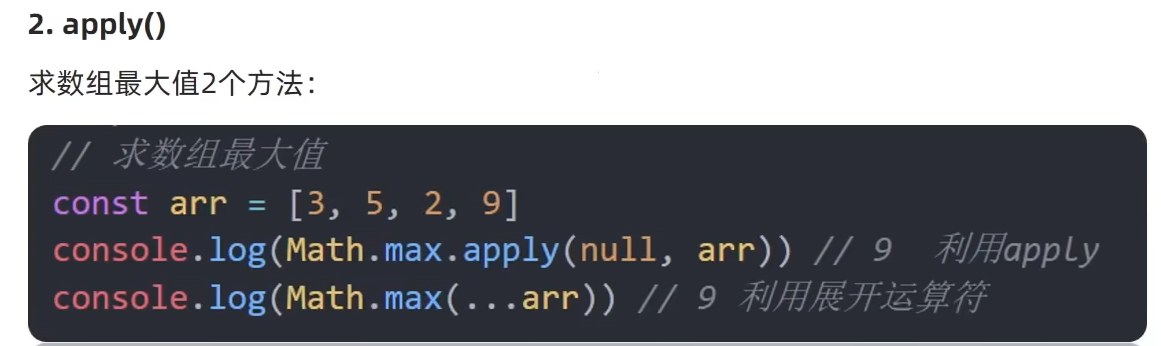 2. apply()
求数组最大值2个方法：
// 求数组最大值
const arr = [3, 5, 2, 9]
console.log(Math.max.apply(null, arr)) // 9  利用apply
console.log(Math.max(...arr)) // 9 利用展开运算符